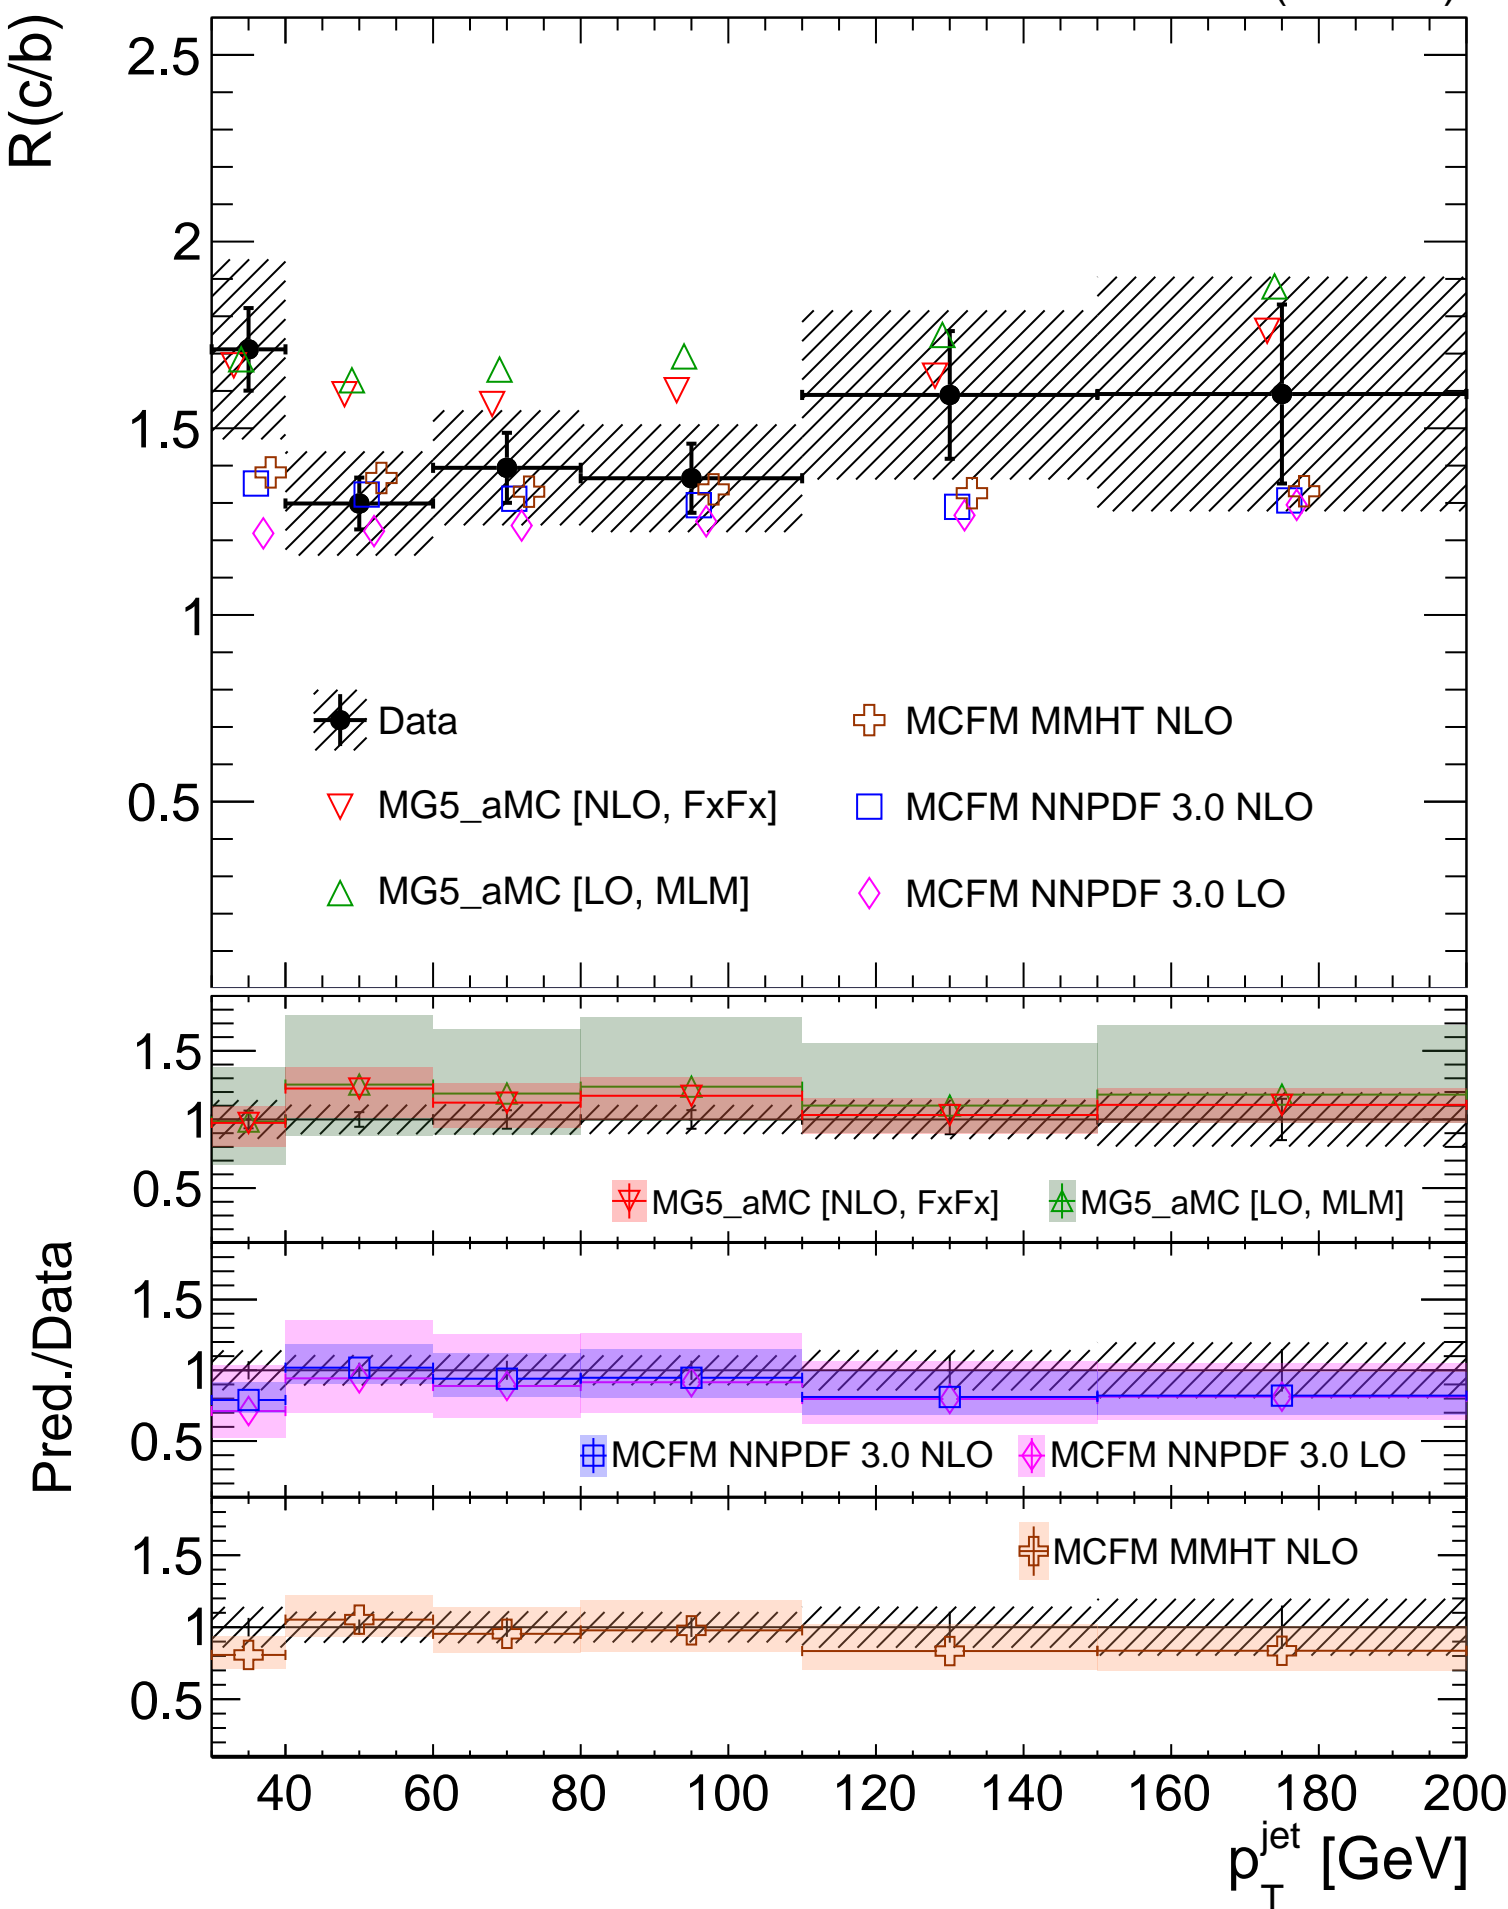 R(c/b)
2.5
2
1.5
1
0.5
Data
MCFM MMHT NLO
MG5_aMC [NLO, FxFx]
MCFM NNPDF 3.0 NLO
MG5_aMC [LO, MLM]
MCFM NNPDF 3.0 LO
Pred./Data
1.5
1
0.5
MG5_aMC [NLO, FxFx]
MG5_aMC [LO, MLM]
1.5
1
0.5
MCFM NNPDF 3.0 NLO
MCFM NNPDF 3.0 LO
MCFM MMHT NLO
1.5
1
0.5
40 60 80 100 120 140 160 180 200
p_T^jet [GeV]